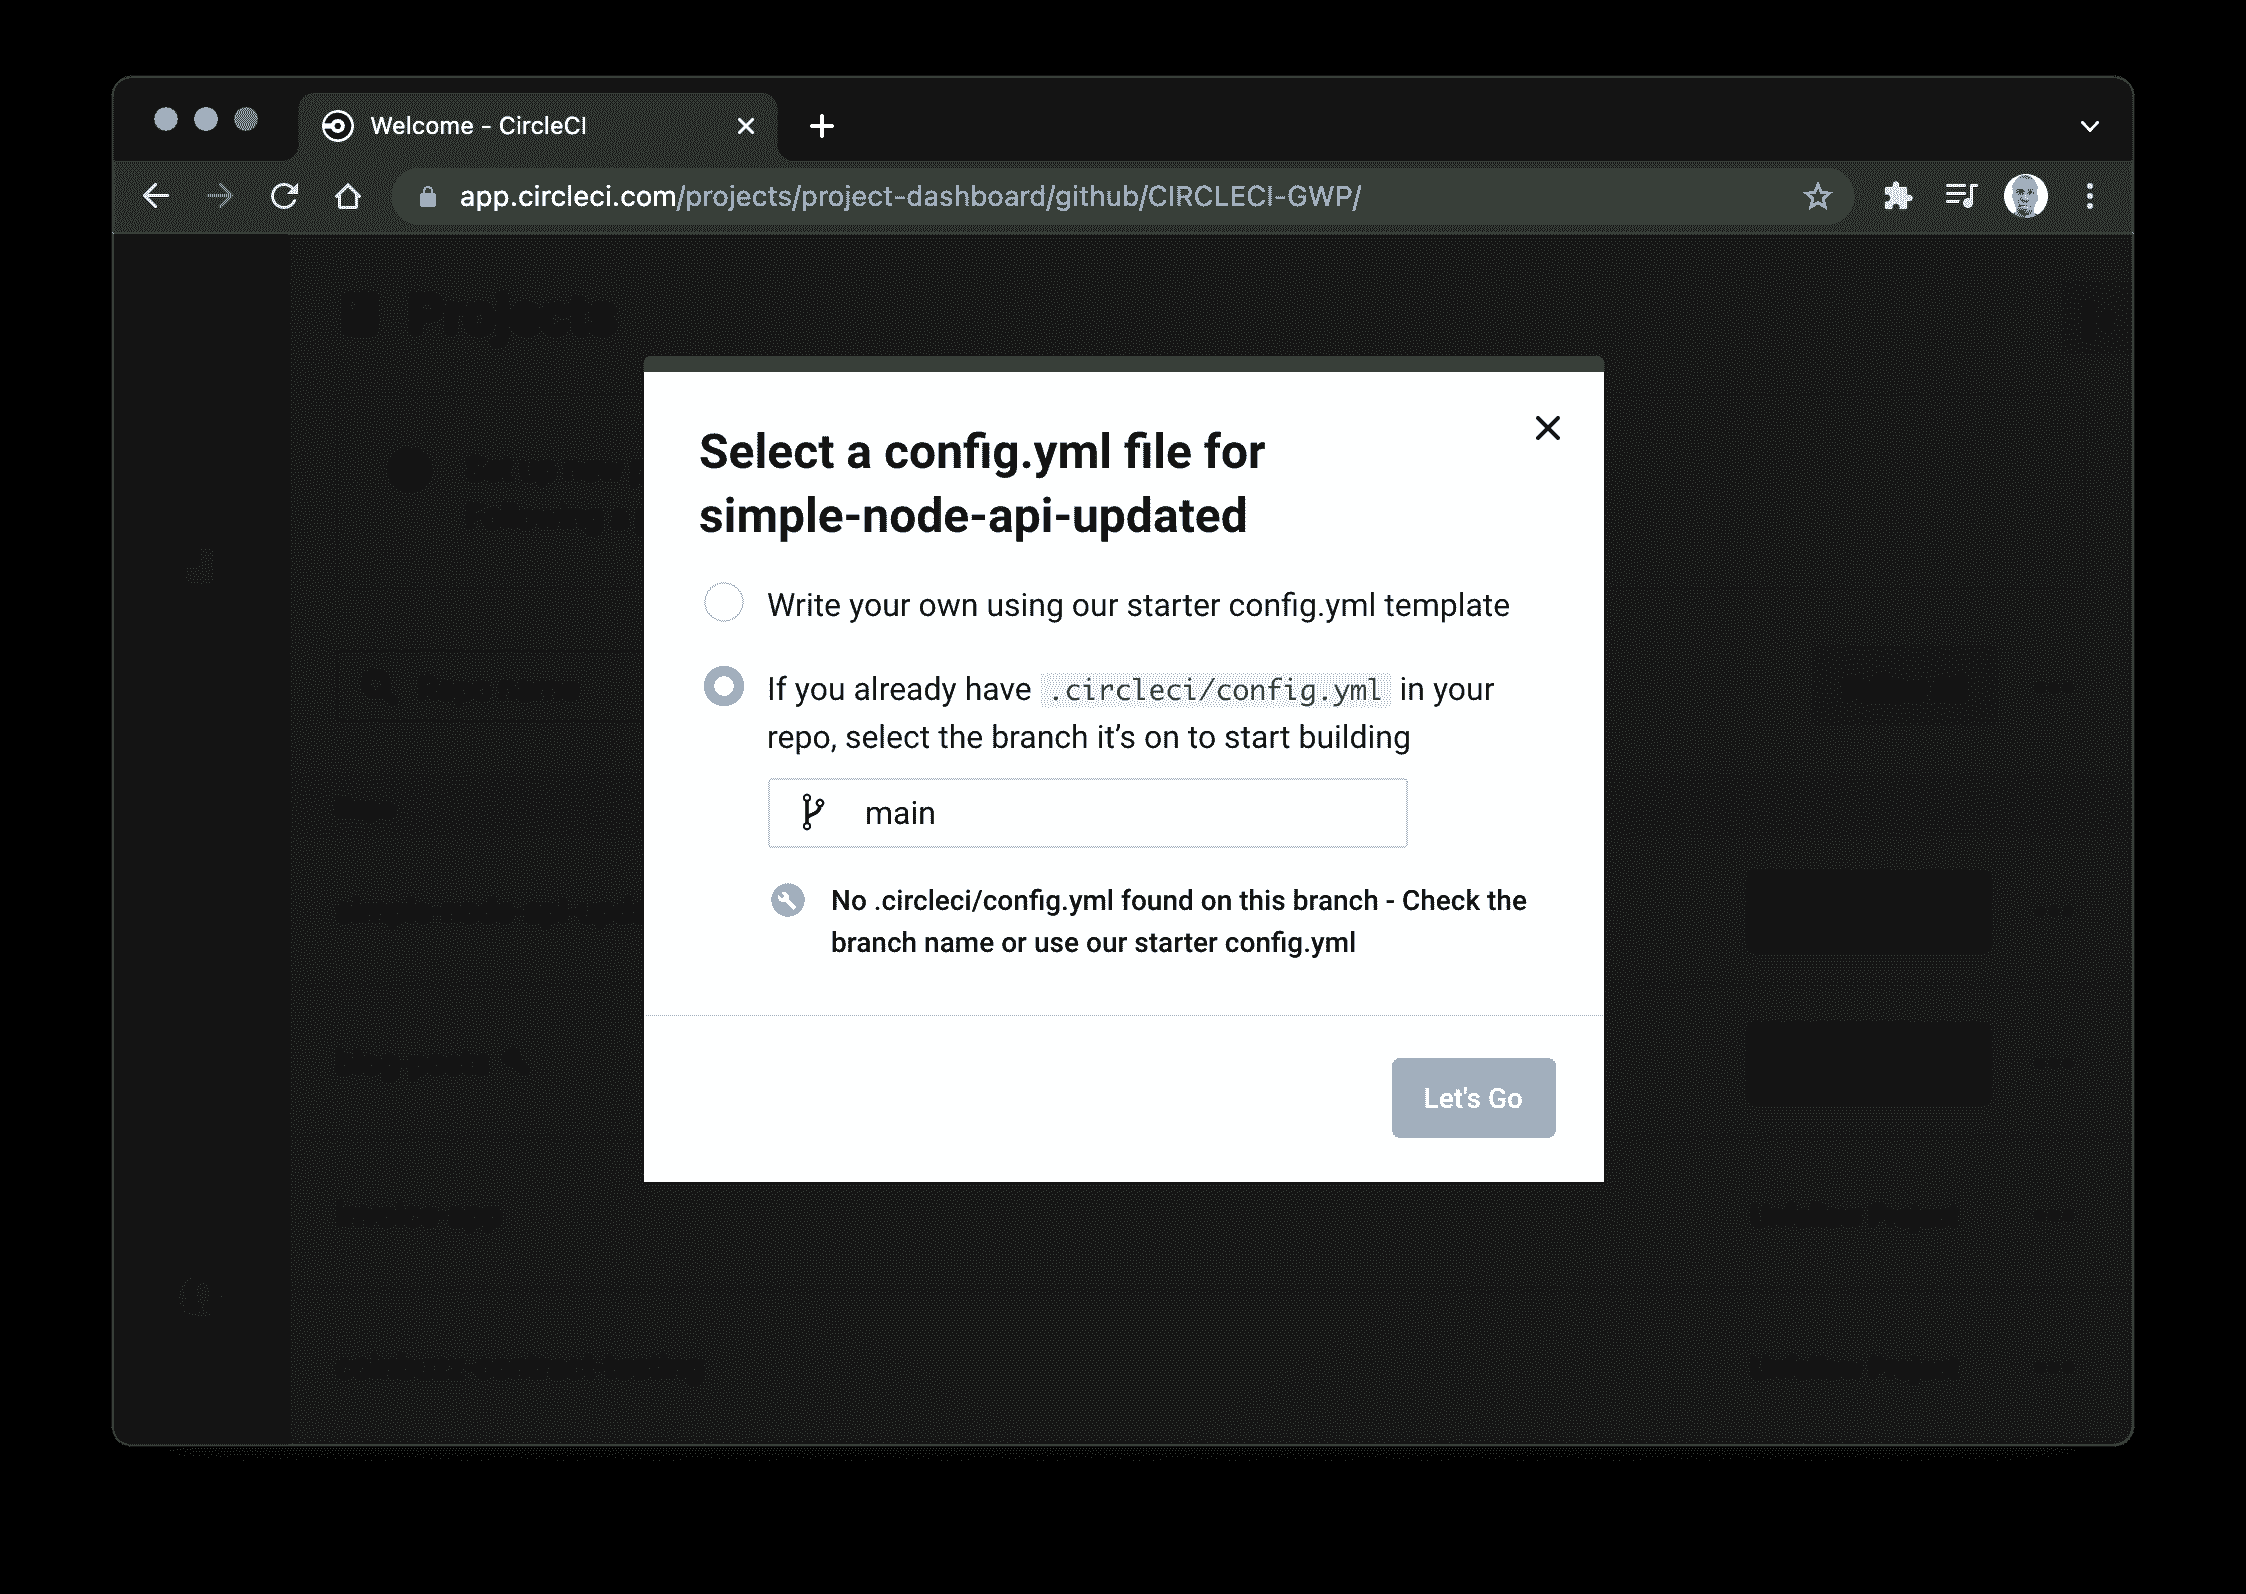 Welcome - CircleCI
app.circleci.com/projects/project-dashboard/github/CIRCLECI-GWP/
Projects
Select a config.yml file for
simple-node-api-updated
Write your own using our starter config.yml template
If you already have .circleci/config.yml in your
repo, select the branch it’s on to start building
main
No .circleci/config.yml found on this branch - Check the
branch name or use our starter config.yml
Let's Go